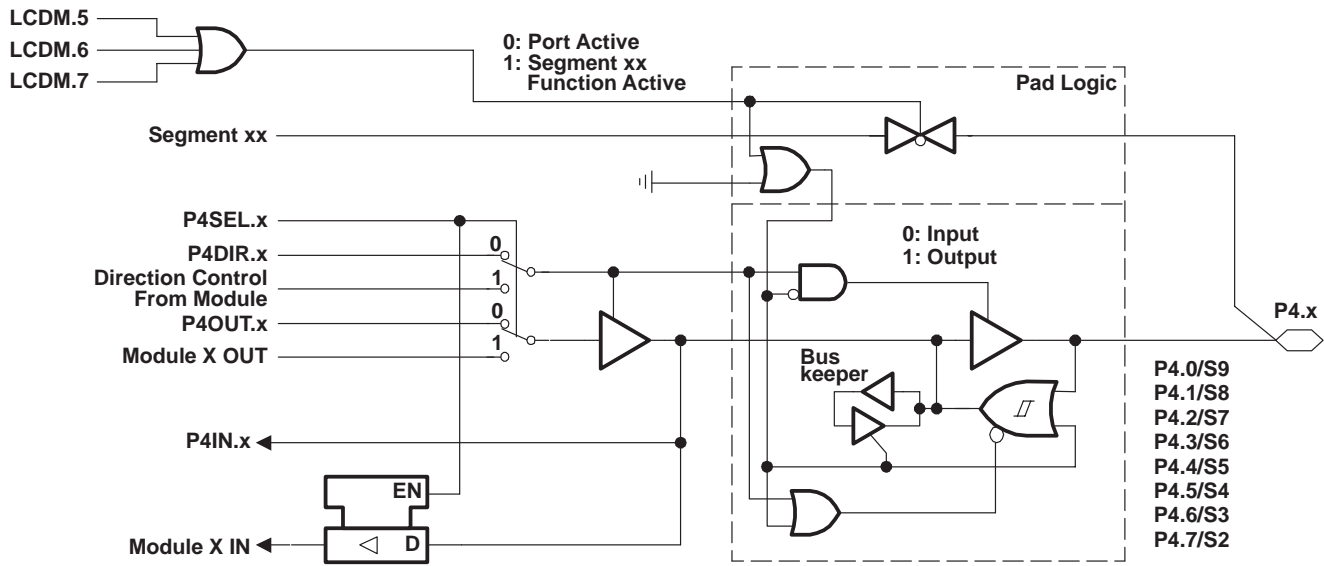 LCDM.5
LCDM.6
LCDM.7
0: Port Active
1: Segment xx
Function Active
Pad Logic
Segment xx
P4SEL.x
P4DIR.x
0
Direction Control
From Module
1
P4OUT.x
0
Module X OUT
1
0: Input
1: Output
P4.x
Bus
keeper
P4IN.x
EN
D
Module X IN
P4.0/S9
P4.1/S8
P4.2/S7
P4.3/S6
P4.4/S5
P4.5/S4
P4.6/S3
P4.7/S2